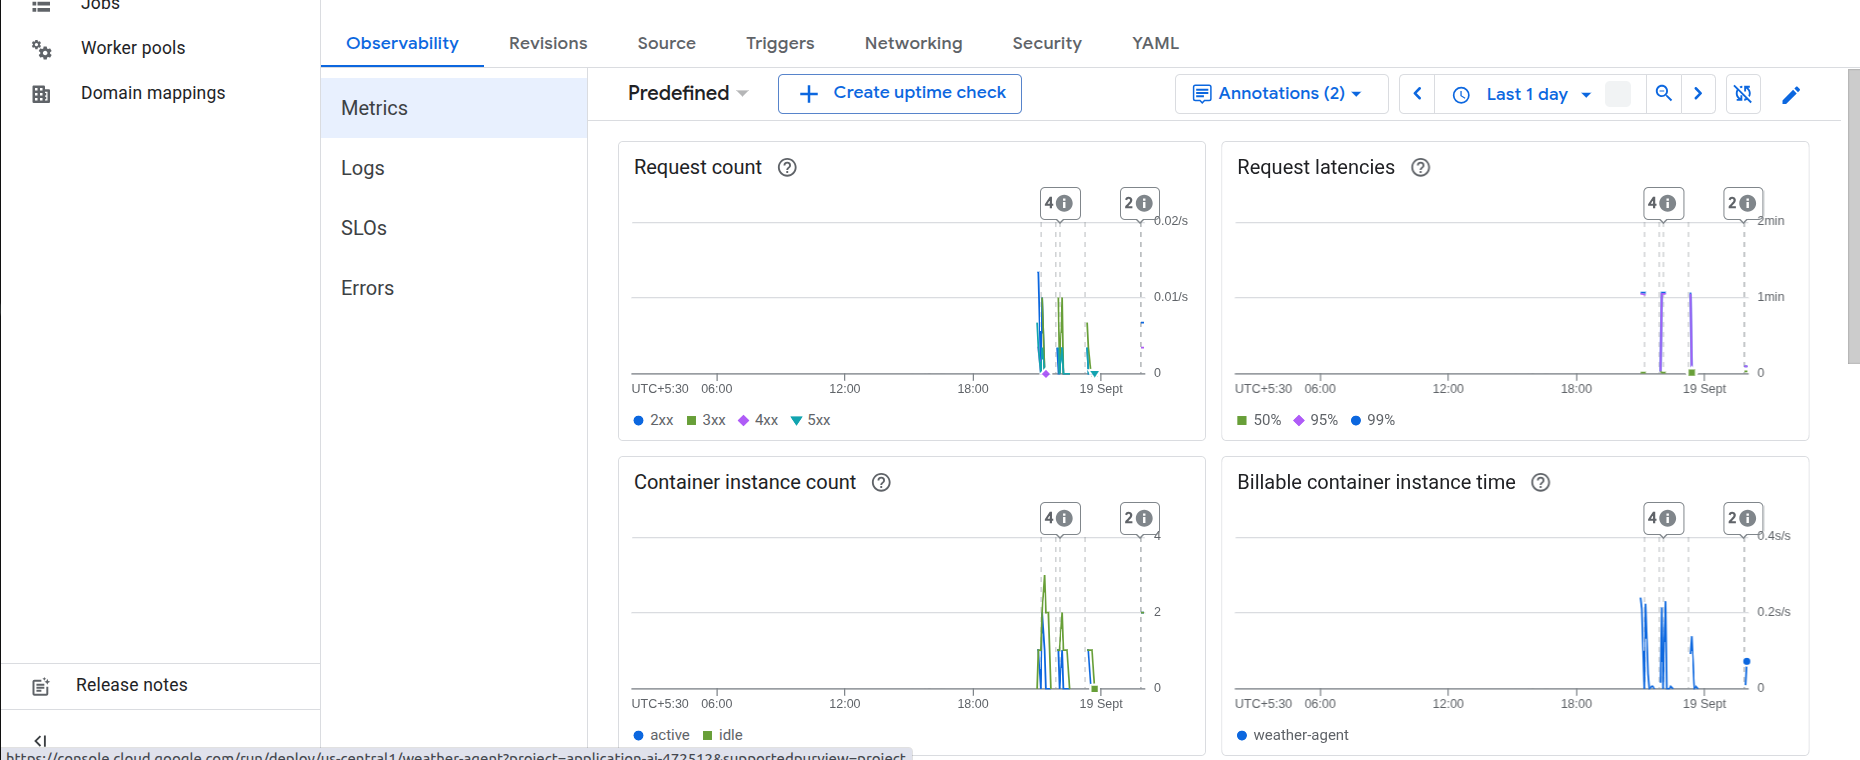 Jobs
Worker pools
Domain mappings
Observability Revisions Source Triggers Networking Security YAML
Metrics
Logs
SLOs
Errors
Predefined Create uptime check Annotations (2) Last 1 day
Request count
4 2
0.02/s
0.01/s
0
UTC+5:30 06:00 12:00 18:00 19 Sept
2xx 3xx 4xx 5xx
Request latencies
4 2
2min
1min
0
UTC+5:30 06:00 12:00 18:00 19 Sept
50% 95% 99%
Container instance count
4 2
4
2
0
UTC+5:30 06:00 12:00 18:00 19 Sept
active idle
Billable container instance time
4 2
0.4s/s
0.2s/s
0
UTC+5:30 06:00 12:00 18:00 19 Sept
weather-agent
Release notes
https://console.cloud.google.com/run/deploy/us-central1/weather-agent?project=application-ai-472512&supportedpurview=project